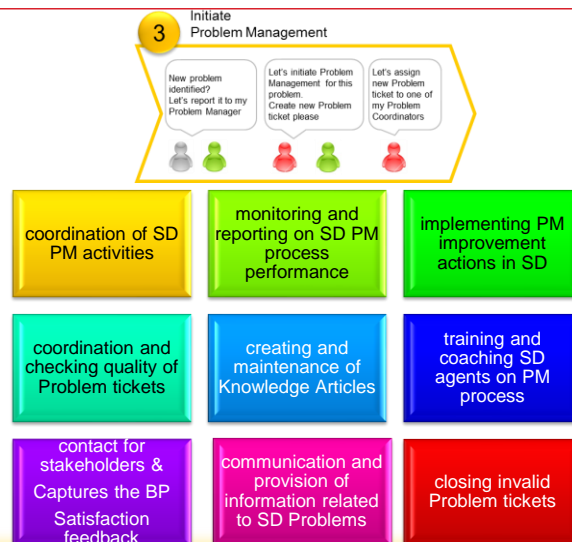 3
Initiate
Problem Management
New problem
identified?
Let's report it to my
Problem Manager
Let's initiate Problem
Management for this
problem.
Create new Problem
ticket please
Let's assign
new Problem
ticket to one of
my Problem
Coordinators
coordination of SD
PM activities
monitoring and
reporting on SD PM
process
performance
implementing PM
improvement
actions in SD
coordination and
checking quality of
Problem tickets
creating and
maintenance of
Knowledge Articles
training and
coaching SD
agents on PM
process
contact for
stakeholders &
Captures the BP
Satisfaction
feedback
communication and
provision of
information related
to SD Problems
closing invalid
Problem tickets